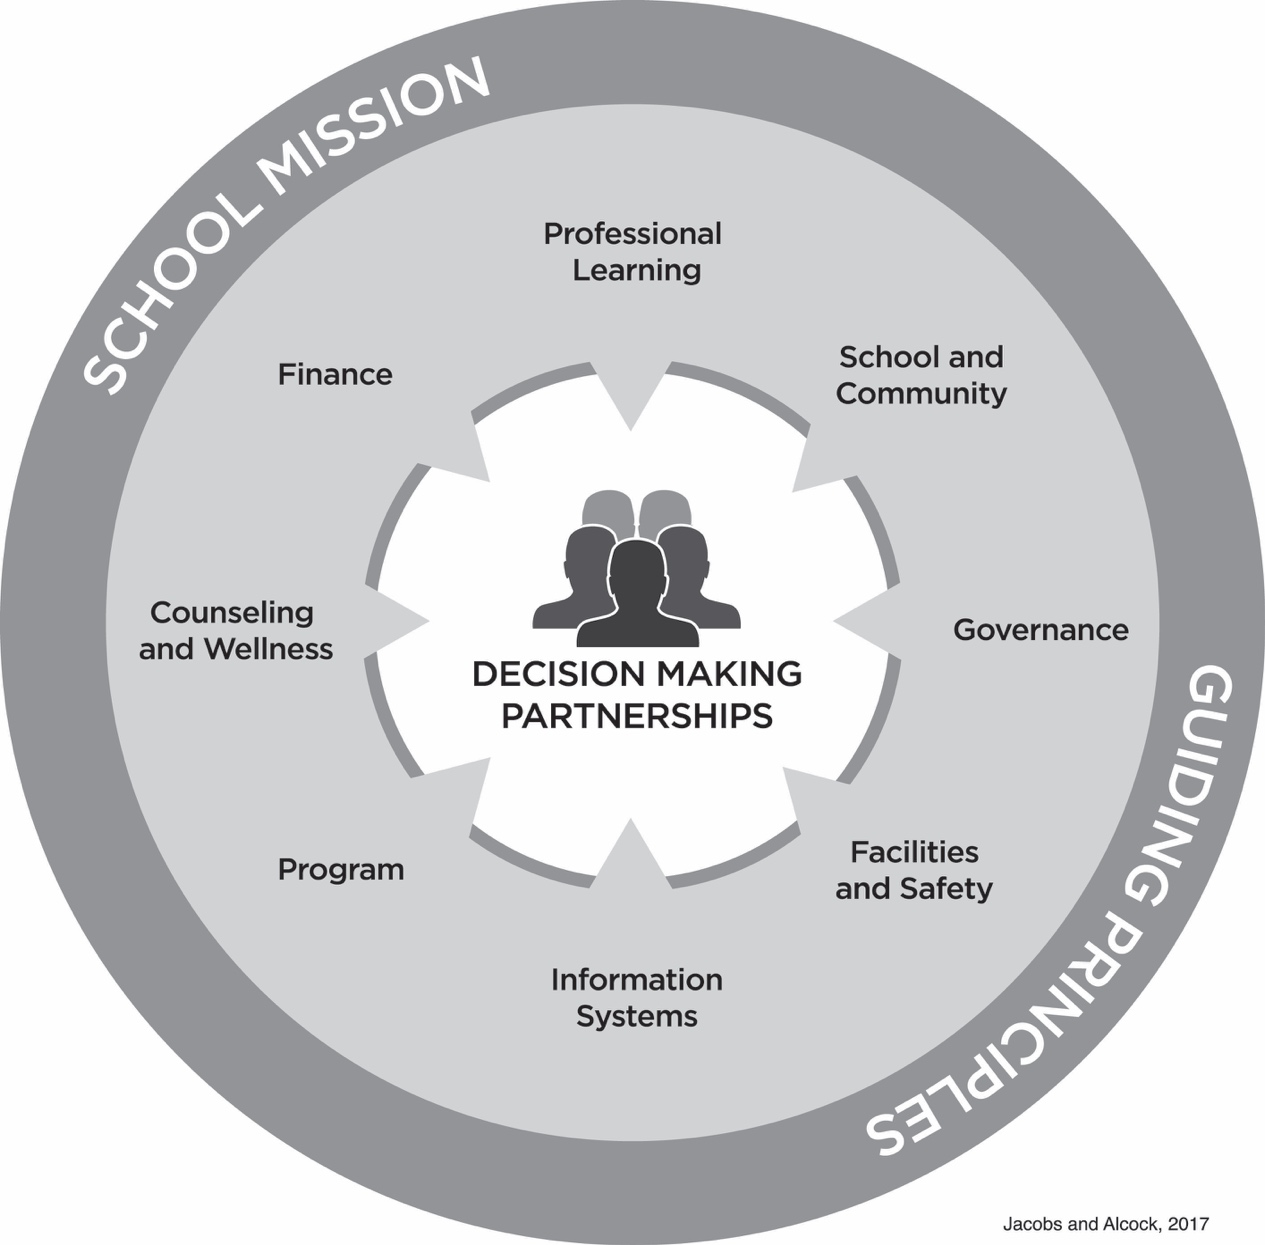 SCHOOL MISSION
Professional
Learning
School and
Community
Finance
Governance
Counseling
and Wellness
DECISION MAKING
PARTNERSHIPS
Facilities
and Safety
Program
Information
Systems
GUIDING PRINCIPLES
Jacobs and Alcock, 2017